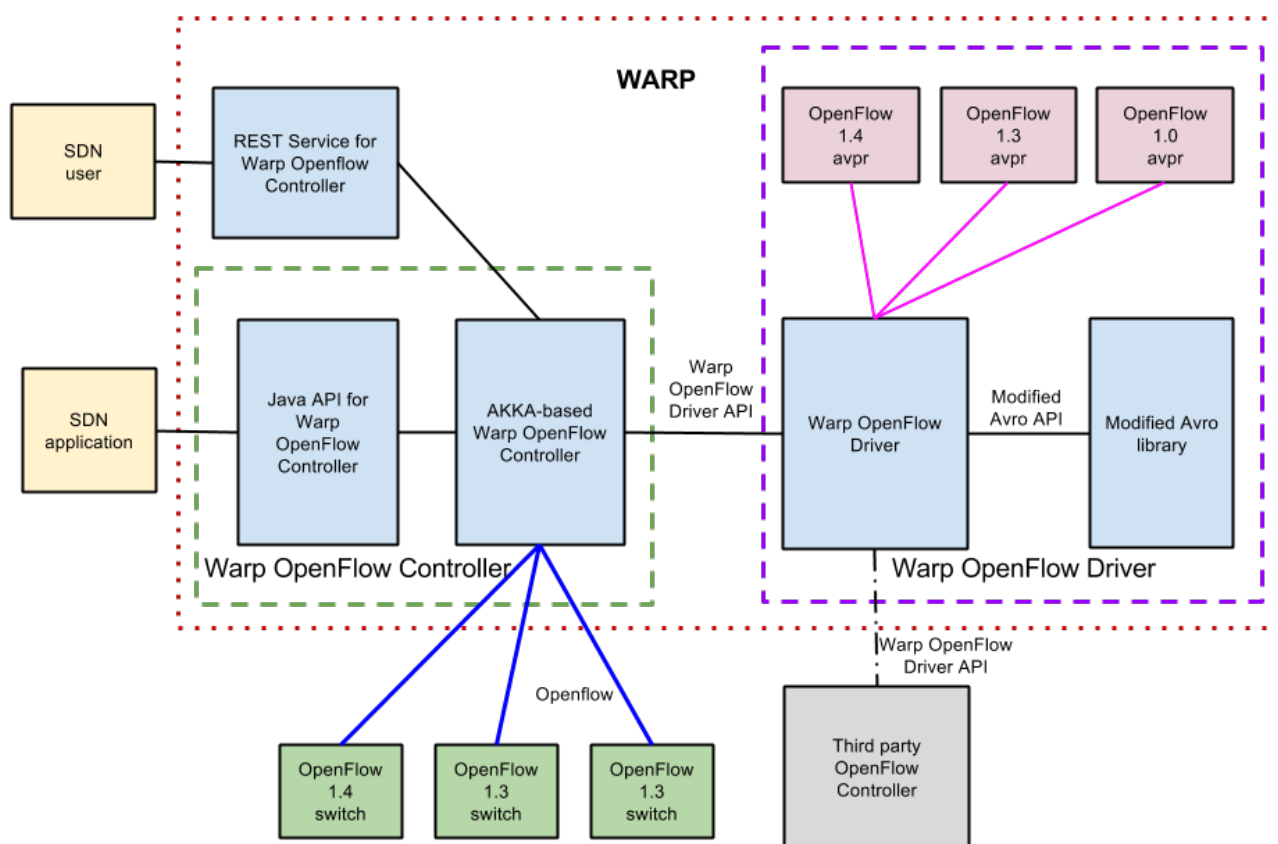 WARP
SDN
user
REST Service for
Warp Openflow
Controller
OpenFlow
1.4
avpr
OpenFlow
1.3
avpr
OpenFlow
1.0
avpr
SDN
application
Java API for
Warp
OpenFlow
Controller
AKKA-based
Warp OpenFlow
Controller
Warp
OpenFlow
Driver API
Warp OpenFlow
Driver
Modified
Avro API
Modified Avro
library
Warp OpenFlow Controller
Warp OpenFlow Driver
Openflow
Warp OpenFlow
Driver API
OpenFlow
1.4
switch
OpenFlow
1.3
switch
OpenFlow
1.3
switch
Third party
OpenFlow
Controller